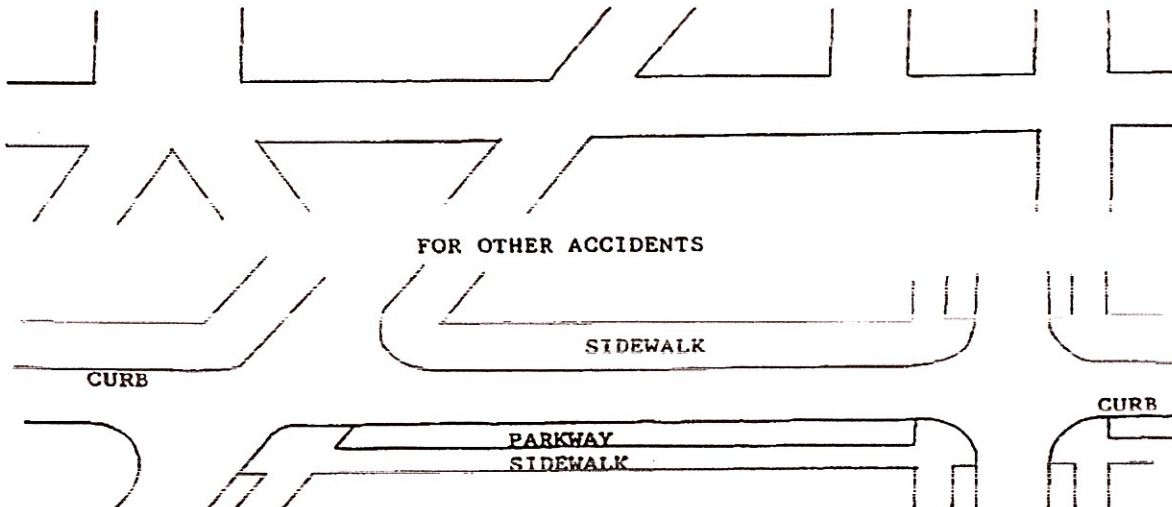 FOR OTHER ACCIDENTS
SIDEWALK
CURB
CURB
PARKWAY
SIDEWALK